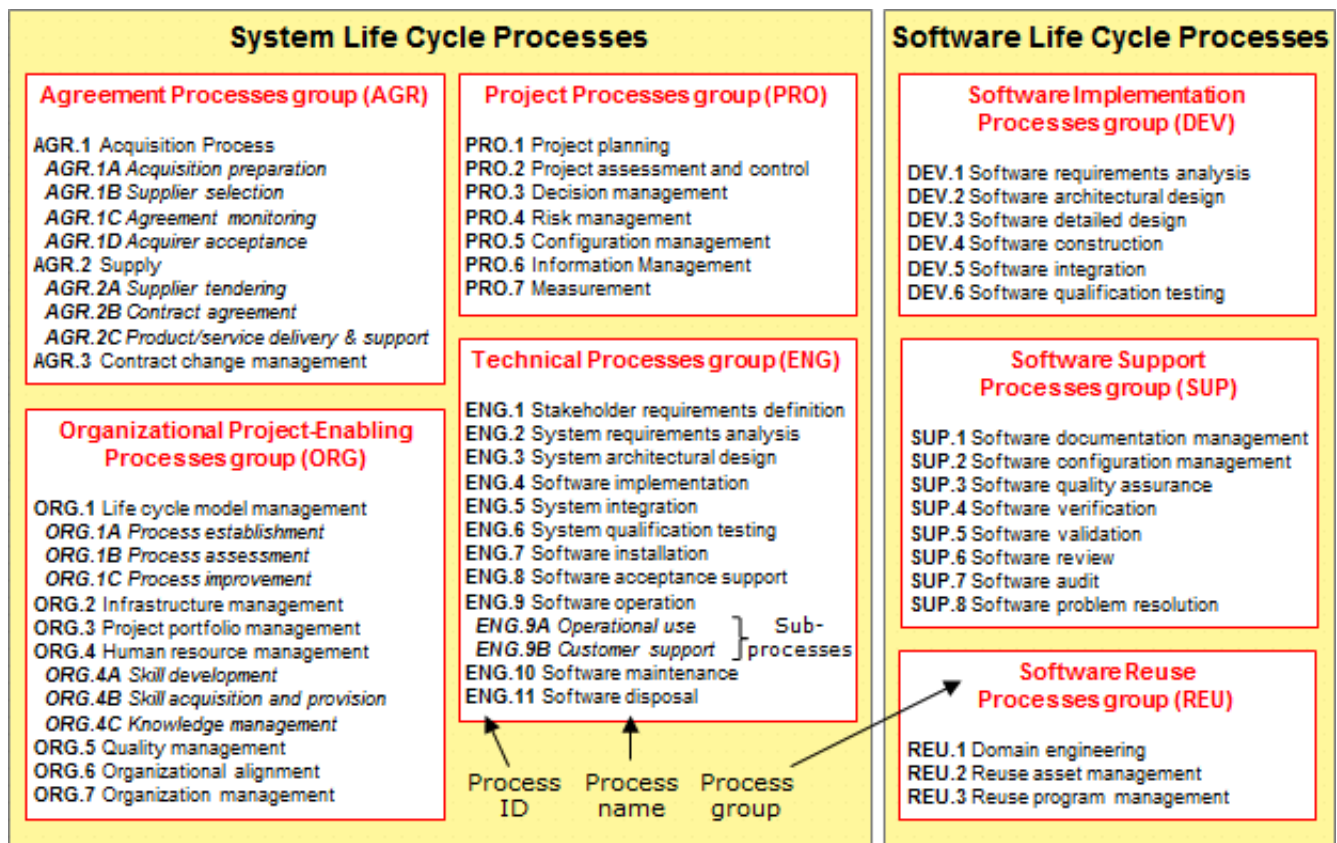 System Life Cycle Processes
Agreement Processes group (AGR)
AGR.1 Acquisition Process
AGR.1A Acquisition preparation
AGR.1B Supplier selection
AGR.1C Agreement monitoring
AGR.1D Acquirer acceptance
AGR.2 Supply
AGR.2A Supplier tendering
AGR.2B Contract agreement
AGR.2C Product/service delivery & support
AGR.3 Contract change management
Organizational Project-Enabling
Processes group (ORG)
ORG.1 Life cycle model management
ORG.1A Process establishment
ORG.1B Process assessment
ORG.1C Process improvement
ORG.2 Infrastructure management
ORG.3 Project portfolio management
ORG.4 Human resource management
ORG.4A Skill development
ORG.4B Skill acquisition and provision
ORG.4C Knowledge management
ORG.5 Quality management
ORG.6 Organizational alignment
ORG.7 Organization management
Project Processes group (PRO)
PRO.1 Project planning
PRO.2 Project assessment and control
PRO.3 Decision management
PRO.4 Risk management
PRO.5 Configuration management
PRO.6 Information Management
PRO.7 Measurement
Technical Processes group (ENG)
ENG.1 Stakeholder requirements definition
ENG.2 System requirements analysis
ENG.3 System architectural design
ENG.4 Software implementation
ENG.5 System integration
ENG.6 System qualification testing
ENG.7 Software installation
ENG.8 Software acceptance support
ENG.9 Software operation
ENG.9A Operational use
ENG.9B Customer support
Sub-
processes
ENG.10 Software maintenance
ENG.11 Software disposal
Process
ID
Process
name
Process
group
Software Life Cycle Processes
Software Implementation
Processes group (DEV)
DEV.1 Software requirements analysis
DEV.2 Software architectural design
DEV.3 Software detailed design
DEV.4 Software construction
DEV.5 Software integration
DEV.6 Software qualification testing
Software Support
Processes group (SUP)
SUP.1 Software documentation management
SUP.2 Software configuration management
SUP.3 Software quality assurance
SUP.4 Software verification
SUP.5 Software validation
SUP.6 Software review
SUP.7 Software audit
SUP.8 Software problem resolution
Software Reuse
Processes group (REU)
REU.1 Domain engineering
REU.2 Reuse asset management
REU.3 Reuse program management